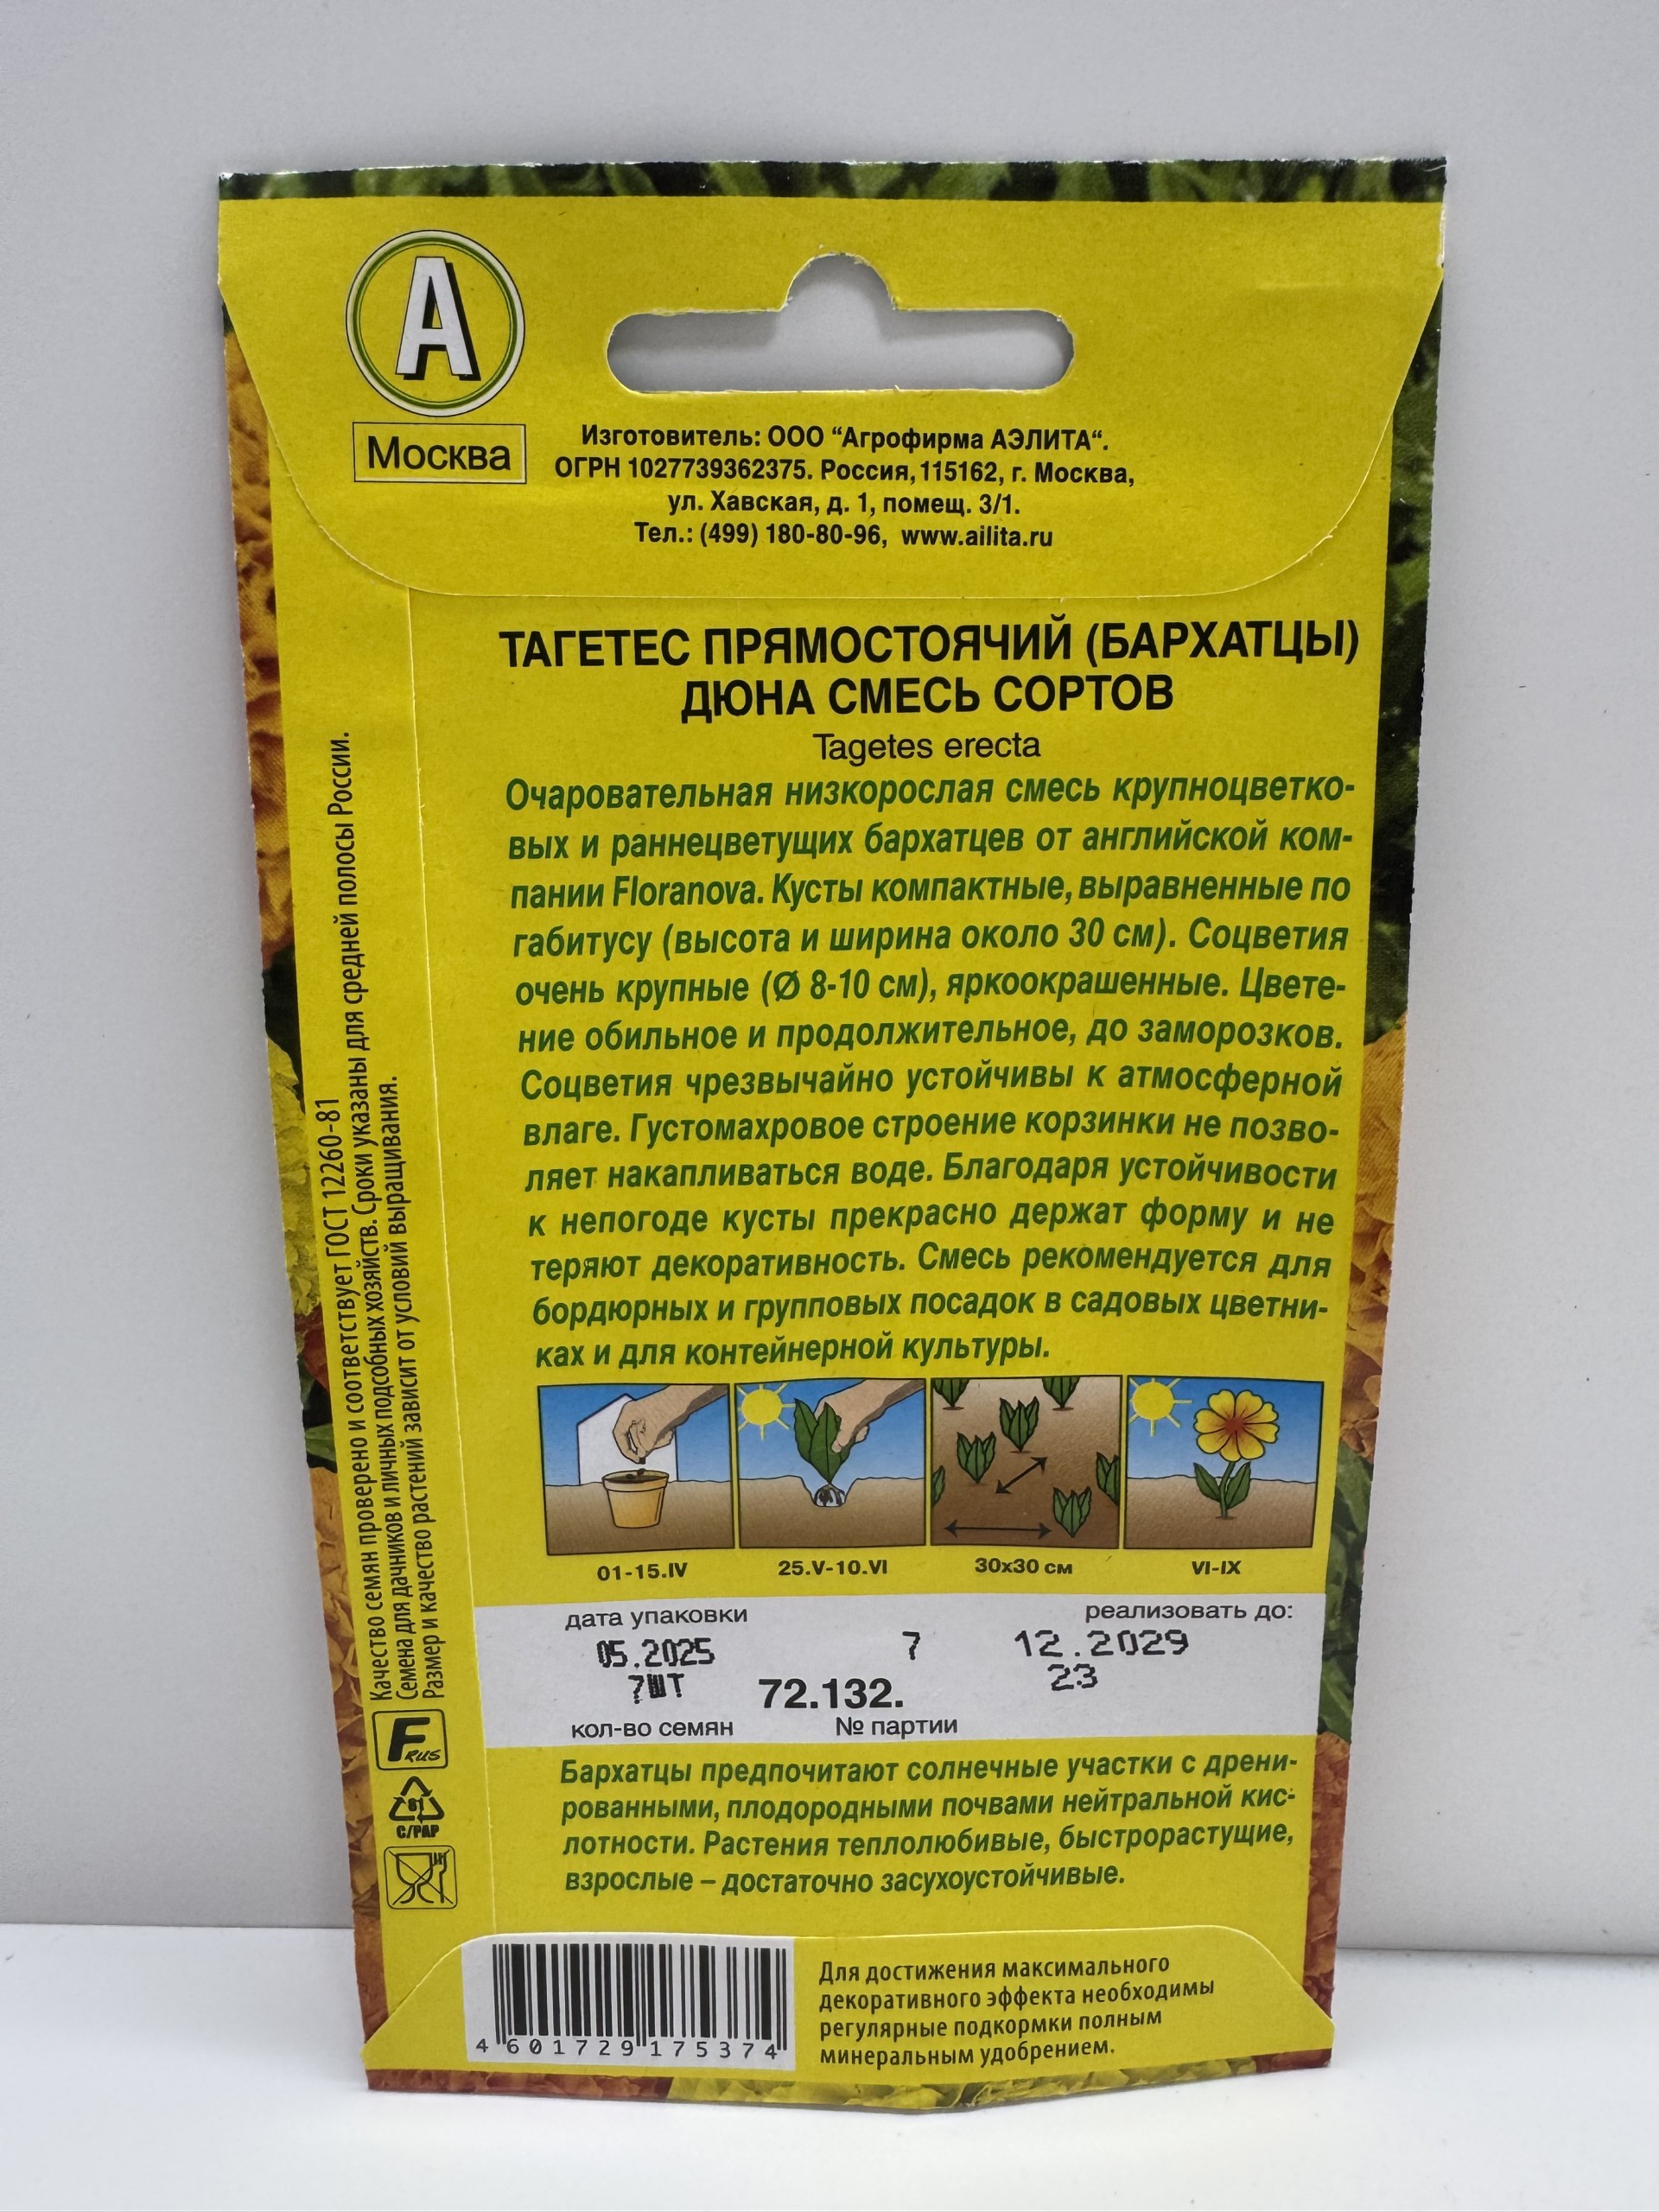 А
Москва
Изготовитель: ООО “Агрофирма АЭЛИТА“.
ОГРН 1027739362375. Россия, 115162, г. Москва,
ул. Хавская, д. 1, помещ. 3/1.
Тел.: (499) 180-80-96, www.ailita.ru
ТАГЕТЕС ПРЯМОСТОЯЧИЙ (БАРХАТЦЫ)
ДЮНА СМЕСЬ СОРТОВ
Tagetes erecta
Очаровательная низкорослая смесь крупноцветко-
вых и раннецветущих бархатцев от английской ком-
пании Floranova. Кусты компактные, выравненные по
габитусу (высота и ширина около 30 см). Соцветия
очень крупные (Ø 8-10 см), яркоокрашенные. Цвете-
ние обильное и продолжительное, до заморозков.
Соцветия чрезвычайно устойчивы к атмосферной
влаге. Густомахровое строение корзинки не позво-
ляет накапливаться воде. Благодаря устойчивости
к непогоде кусты прекрасно держат форму и не
теряют декоративность. Смесь рекомендуется для
бордюрных и групповых посадок в садовых цветни-
ках и для контейнерной культуры.
01-15.IV
25.V-10.VI
30x30 см
VI-IX
дата упаковки
реализовать до:
05.2025
7
12.2029
7ШТ
72.132.
23
кол-во семян
№ партии
Бархатцы предпочитают солнечные участки с дрени-
рованными, плодородными почвами нейтральной кис-
лотности. Растения теплолюбивые, быстрорастущие,
взрослые – достаточно засухоустойчивые.
Качество семян проверено и соответствует ГОСТ 12260-81
Семена для дачников и личных подсобных хозяйств. Сроки указаны для средней полосы России.
Размер и качество растений зависит от условий выращивания.
F RUS
81
C/PAP
4 601729 175374
Для достижения максимального
декоративного эффекта необходимы
регулярные подкормки полным
минеральным удобрением.